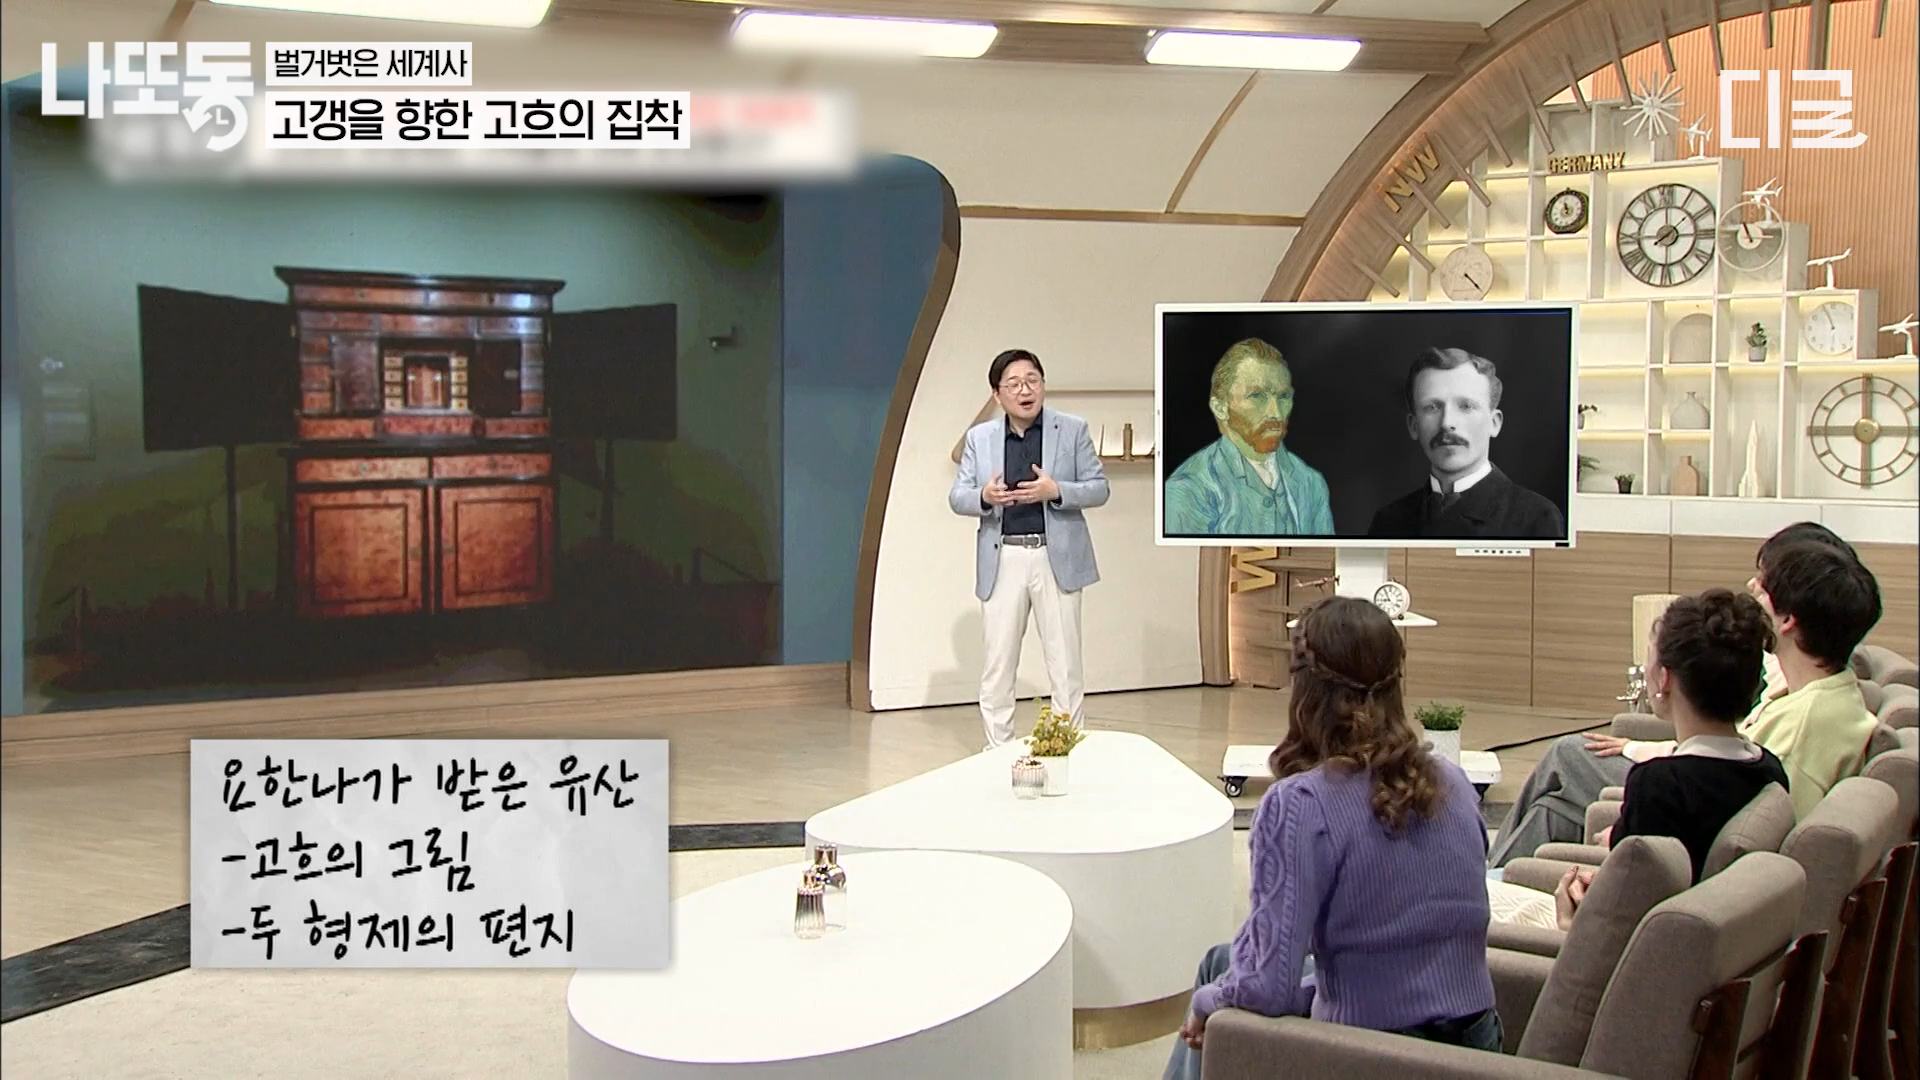 나또동
벌거벗은 세계사
고갱을 향한 고흐의 집착
디글
NW
GERMANY
W
요한나가 받은 유산
-고흐의 그림
-두 형제의 편지